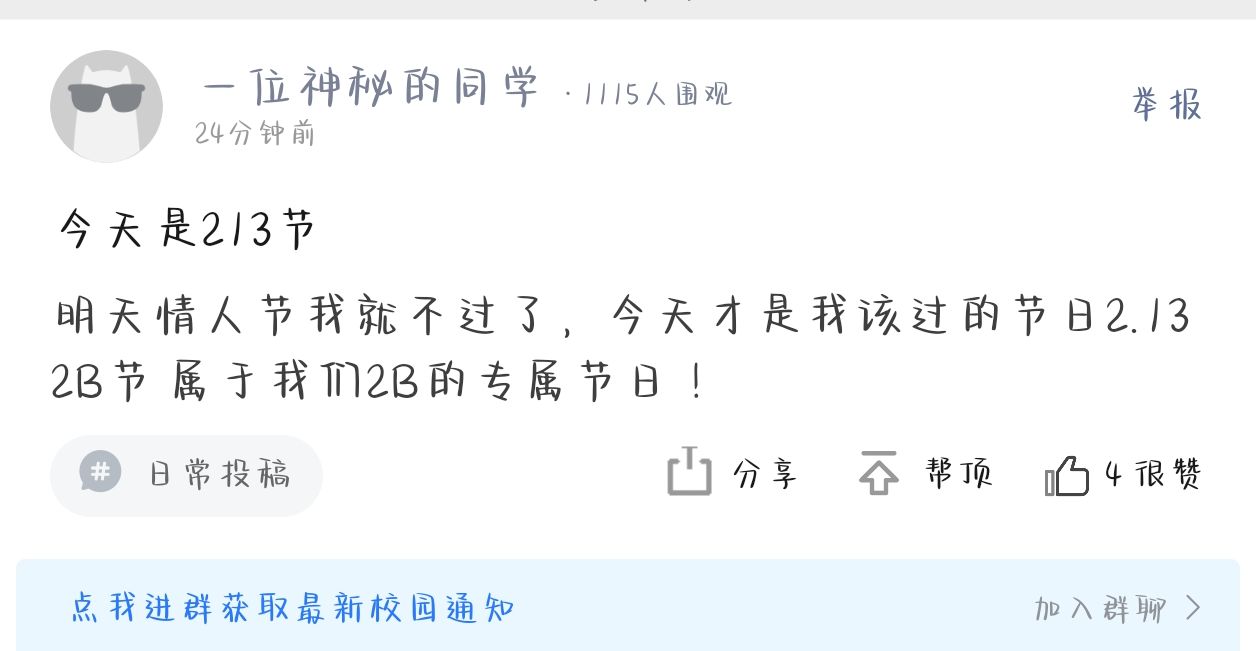 一位神秘的同学 · 1115人围观
举报
24分钟前
今天是213节
明天情人节我就不过了，今天才是我该过的节日2.13
2B节 属于我们2B的专属节日！
# 日常投稿
分享
帮顶
4 很赞
点我进群获取最新校园通知
加入群聊 >